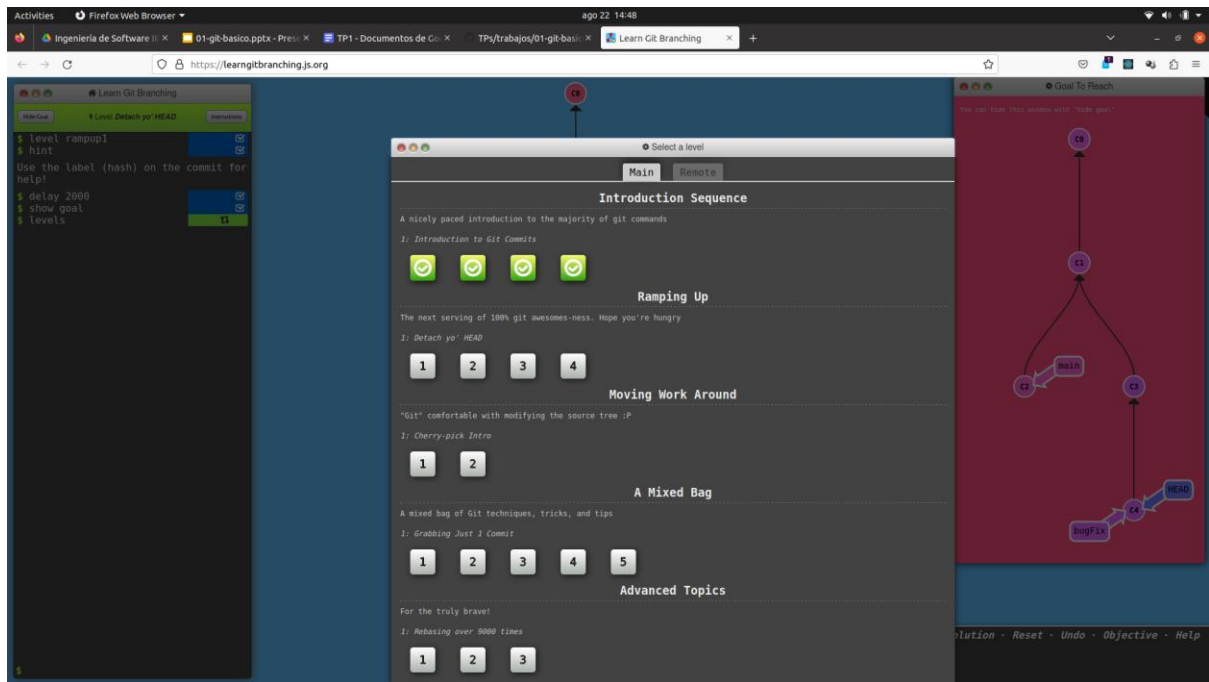 Activities
Firefox Web Browser
ago 22 14:48
Ingeniería de Software II
01-git-basico.pptx - Prese
TP1 - Documentos de Go
TPs/trabajos/01-git-basic
Learn Git Branching
https://learngitbranching.js.org
Learn Git Branching
Hide Goal
Level Detach yo' HEAD
Instructions
$ level rampup1
$ hint
Use the label (hash) on the commit for
help!
$ delay 2000
$ show goal
$ levels
$
C0
Select a level
Main
Remote
Introduction Sequence
A nicely paced introduction to the majority of git commands
1: Introduction to Git Commits
Ramping Up
The next serving of 100% git awesomes-ness. Hope you're hungry
1: Detach yo' HEAD
1 2 3 4
Moving Work Around
"Git" comfortable with modifying the source tree :P
1: Cherry-pick Intro
1 2
A Mixed Bag
A mixed bag of Git techniques, tricks, and tips
1: Grabbing Just 1 Commit
1 2 3 4 5
Advanced Topics
For the truly brave!
1: Rebasing over 9000 times
1 2 3
Goal To Reach
You can hide this window with "hide goal"
C0
C1
main
C2
C3
HEAD
C4
bugFix
olution · Reset · Undo · Objective · Help